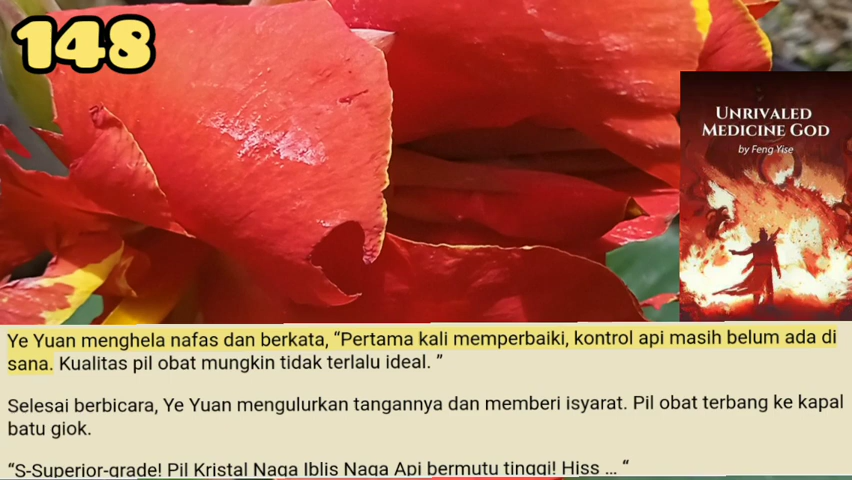 148
UNRIVALED
MEDICINE GOD
by Feng Yise
Ye Yuan menghela nafas dan berkata, “Pertama kali memperbaiki, kontrol api masih belum ada di
sana. Kualitas pil obat mungkin tidak terlalu ideal. ”
Selesai berbicara, Ye Yuan mengulurkan tangannya dan memberi isyarat. Pil obat terbang ke kapal
batu giok.
“S-Superior-grade! Pil Kristal Naga Iblis Naga Api bermutu tinggi! Hiss … “